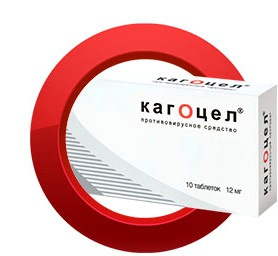 кагоцел®
противовирусное средство
10 таблеток 12 мг